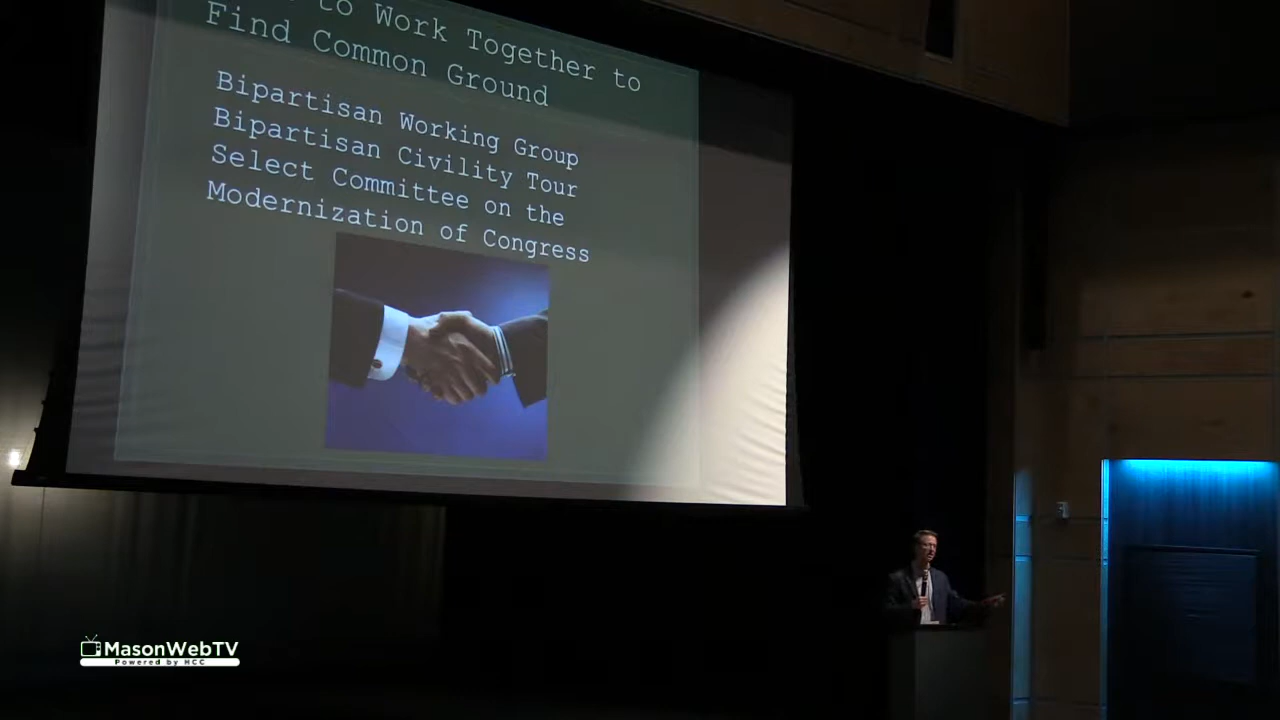 to Work Together to
Find Common Ground
Bipartisan Working Group
Bipartisan Civility Tour
Select Committee on the
Modernization of Congress
MasonWebTV
Powered by HCC